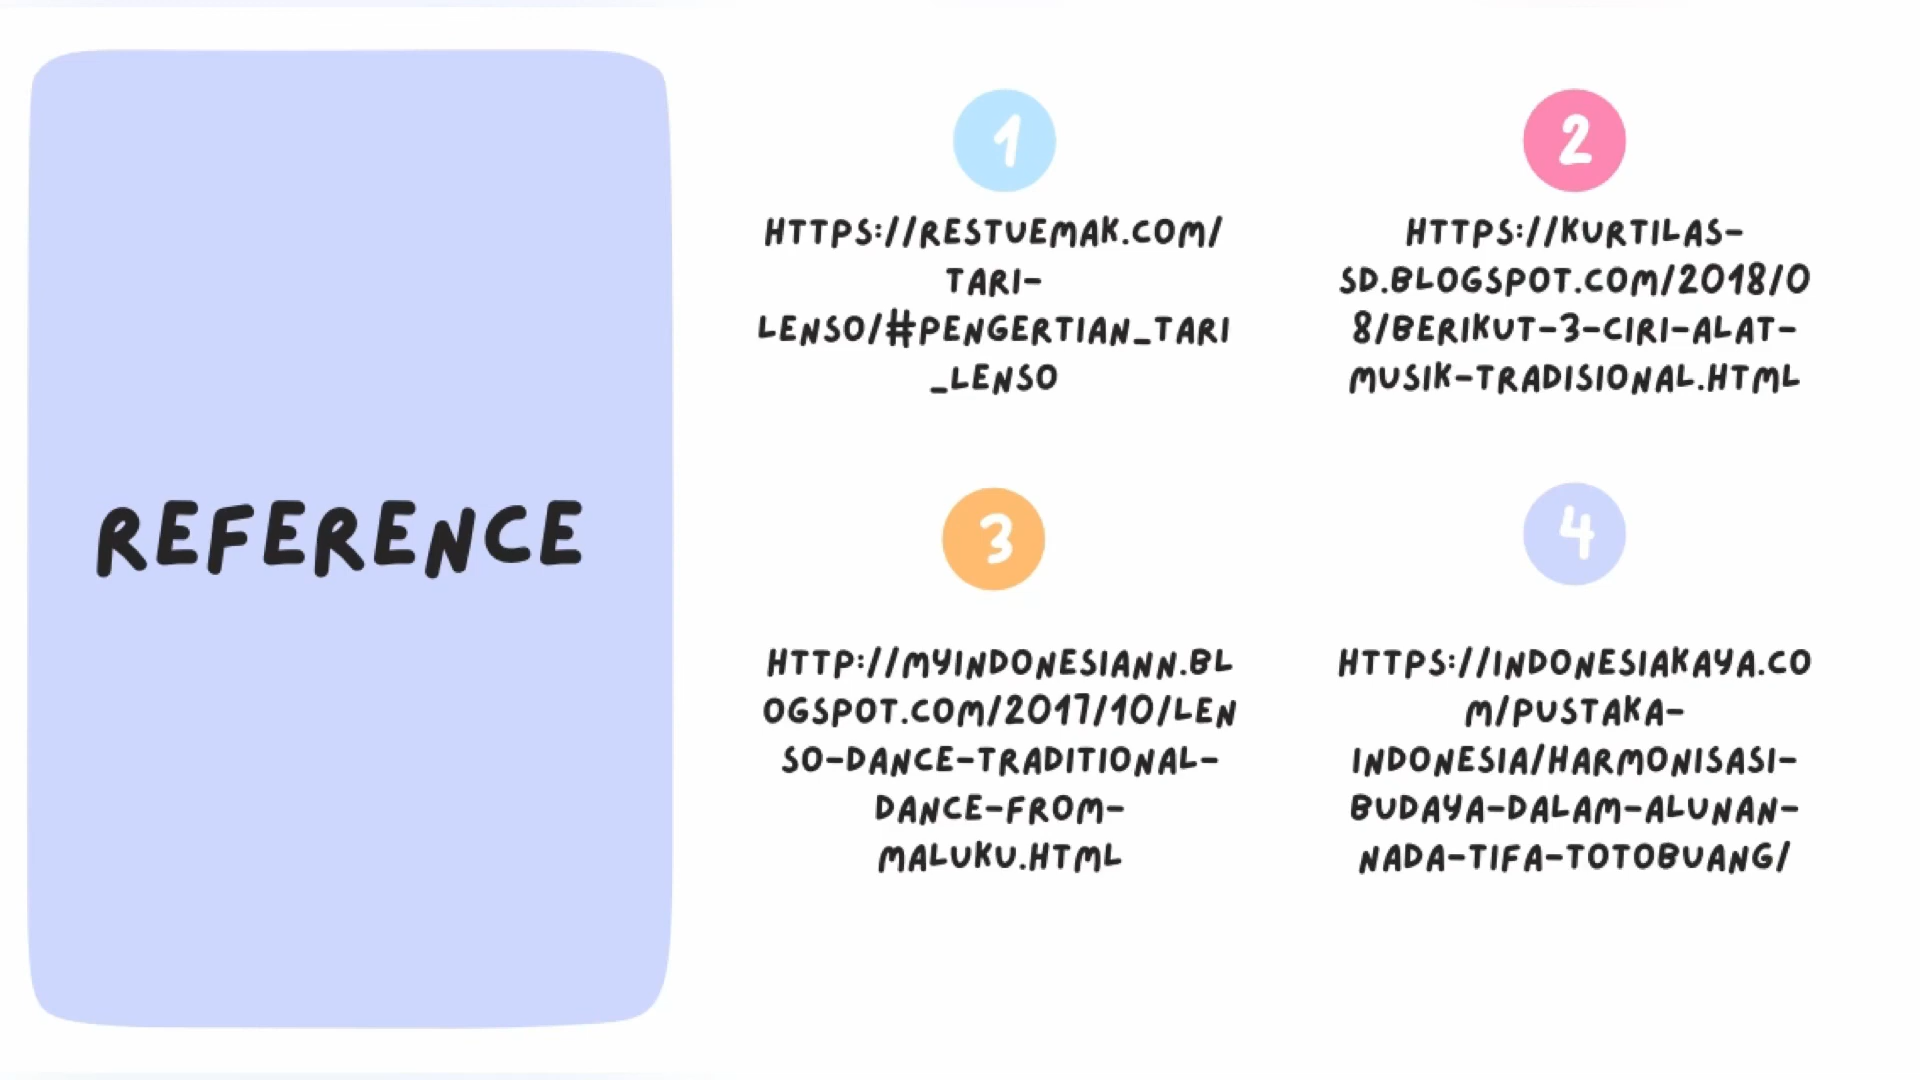 REFERENCE
1
HTTPS://RESTUEMAK.COM/
TARI-
LENSO/#PENGERTIAN_TARI
_LENSO
2
HTTPS://KURTILAS-
SD.BLOGSPOT.COM/2018/0
8/BERIKUT-3-CIRI-ALAT-
MUSIK-TRADISIONAL.HTML
3
HTTP://MYINDONESIANN.BL
OGSPOT.COM/2017/10/LEN
SO-DANCE-TRADITIONAL-
DANCE-FROM-
MALUKU.HTML
4
HTTPS://INDONESIAKAYA.CO
M/PUSTAKA-
INDONESIA/HARMONISASI-
BUDAYA-DALAM-ALUNAN-
NADA-TIFA-TOTOBUANG/